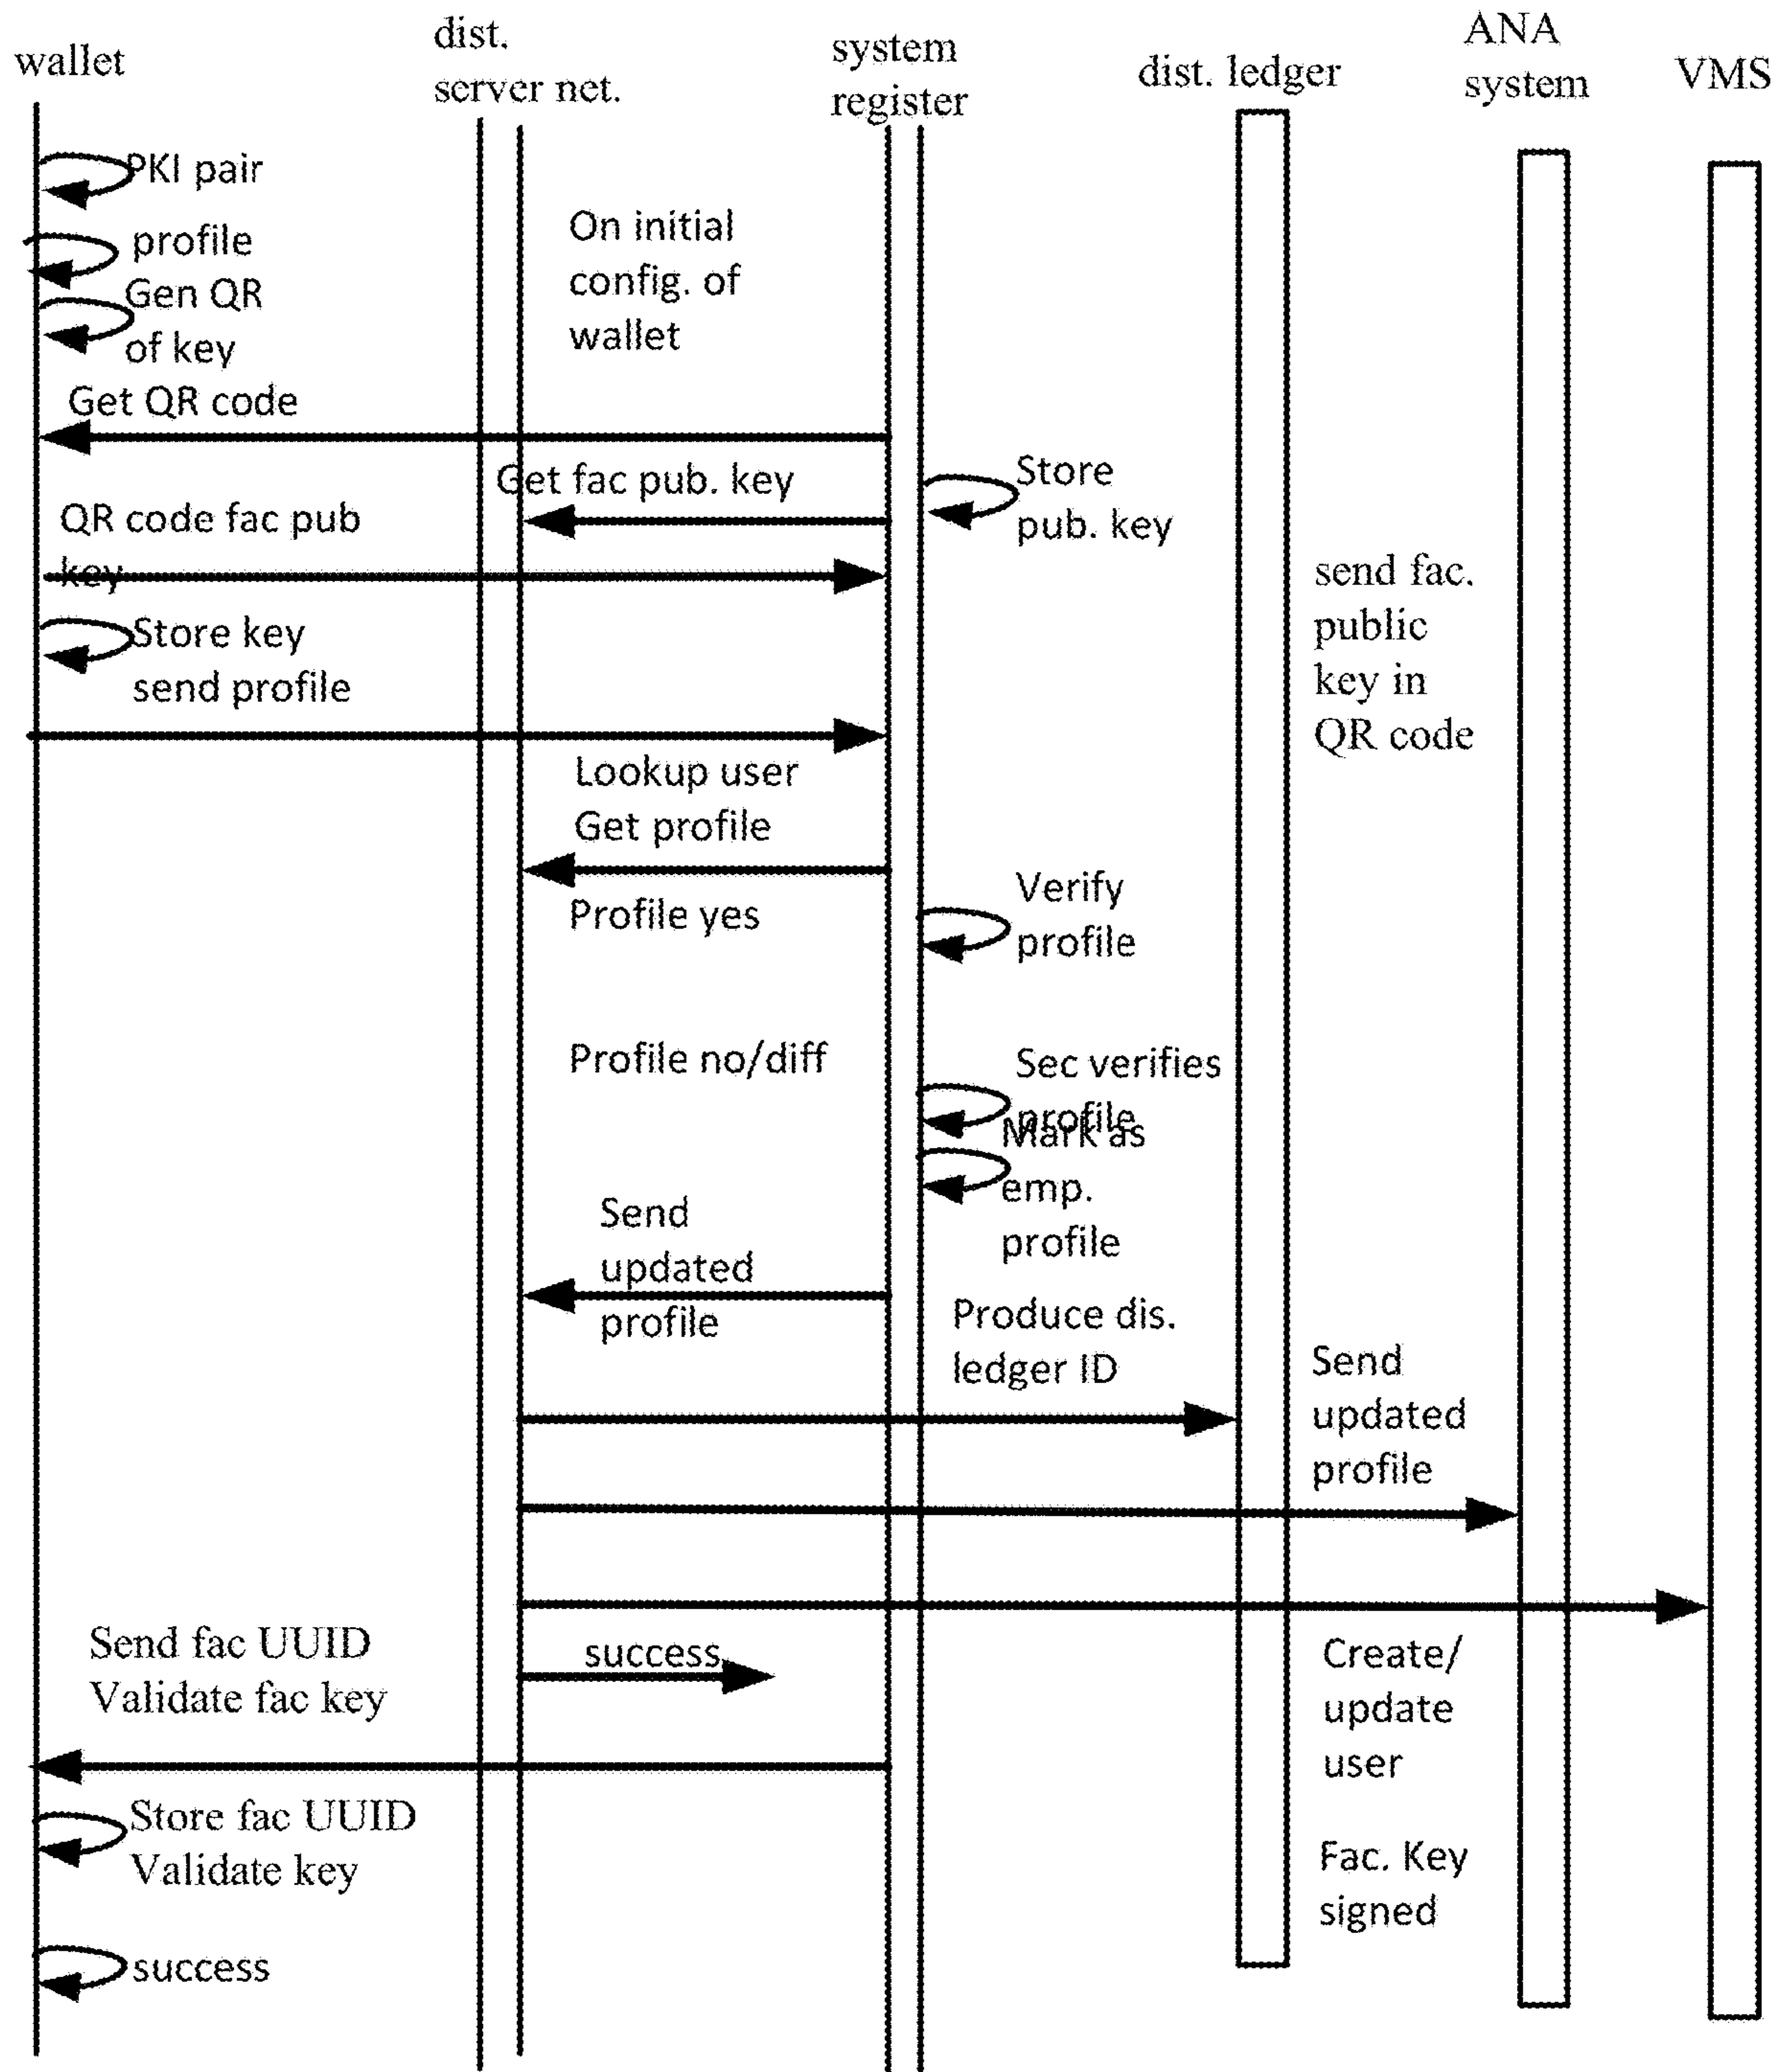 wallet
dist.
server net.
system
register
dist. ledger
ANA
system
VMS
PKI pair
profile
Gen QR
of key
On initial
config. of
wallet
Get QR code
Get fac pub. key
Store
pub. key
QR code fac pub
key
send fac.
public
key in
QR code
Store key
send profile
Lookup user
Get profile
Profile yes
Verify
profile
Profile no/diff
Sec verifies
profile
Mark as
emp.
profile
Send
updated
profile
Produce dis.
ledger ID
Send
updated
profile
Send fac UUID
Validate fac key
success
Create/
update
user
Store fac UUID
Validate key
Fac. Key
signed
success